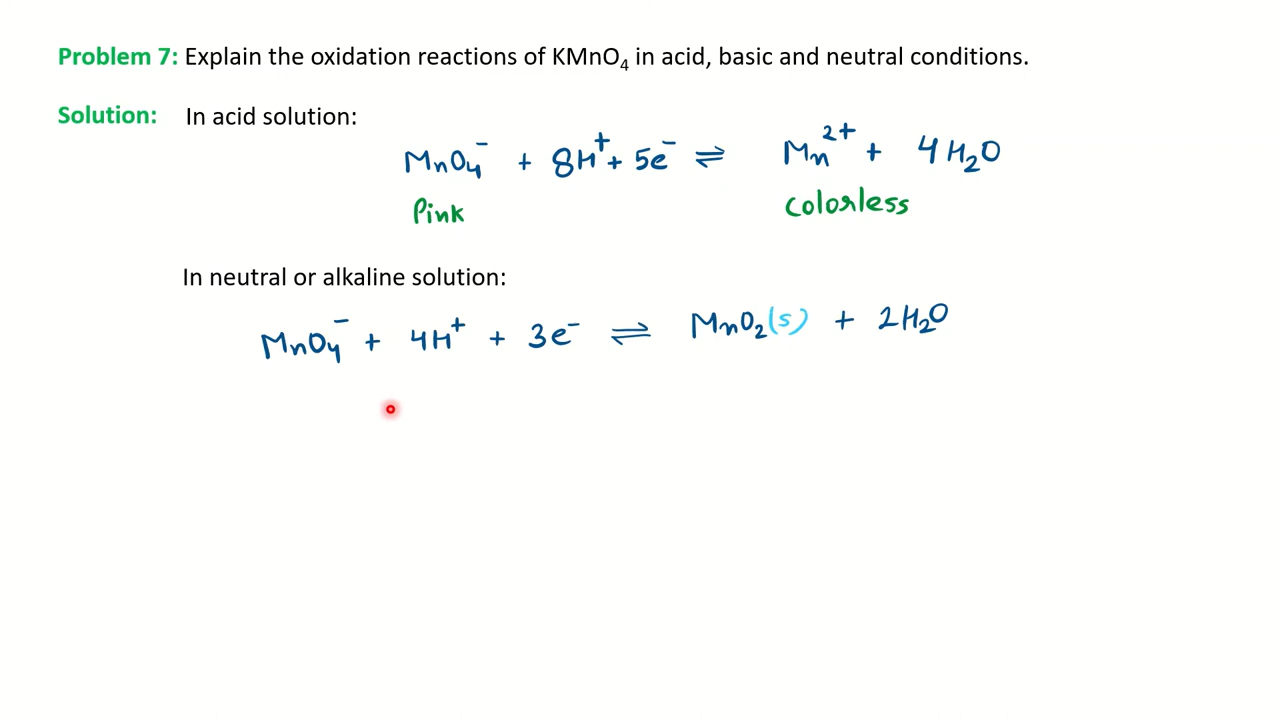 Problem 7: Explain the oxidation reactions of KMnO₄ in acid, basic and neutral conditions.
Solution: In acid solution:
MnO₄⁻ + 8H⁺ + 5e⁻ ⇌ Mn²⁺ + 4H₂O
Pink colorless
In neutral or alkaline solution:
MnO₄⁻ + 4H⁺ + 3e⁻ ⇌ MnO₂(s) + 2H₂O